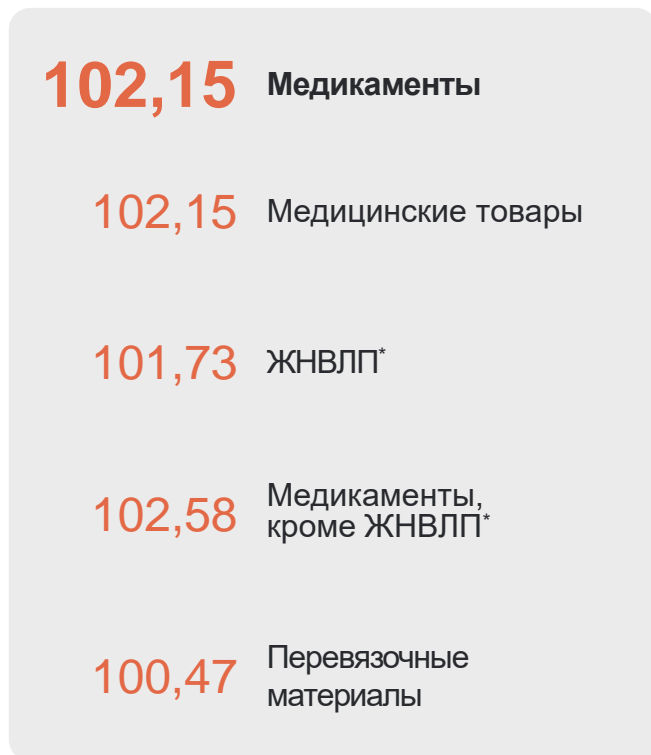 102,15 Медикаменты
102,15 Медицинские товары
101,73 ЖНВЛП*
102,58 Медикаменты,
кроме ЖНВЛП*
100,47 Перевязочные
материалы